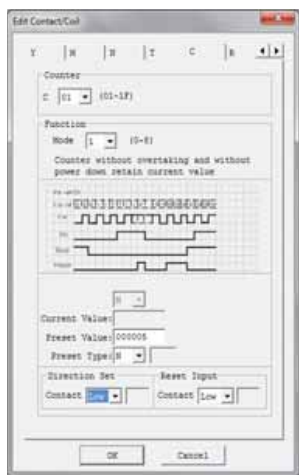 Edit Contact/Coil
Y M N T C R
Counter
C 01 (01-1F)
Function
Mode 1 (0-8)
Counter without overtaking and without
power down retain current value
N
Current Value:
Preset Value: 000005
Preset Type: N
Direction Set
Contact Low
Reset Input
Contact Low
OK
Cancel